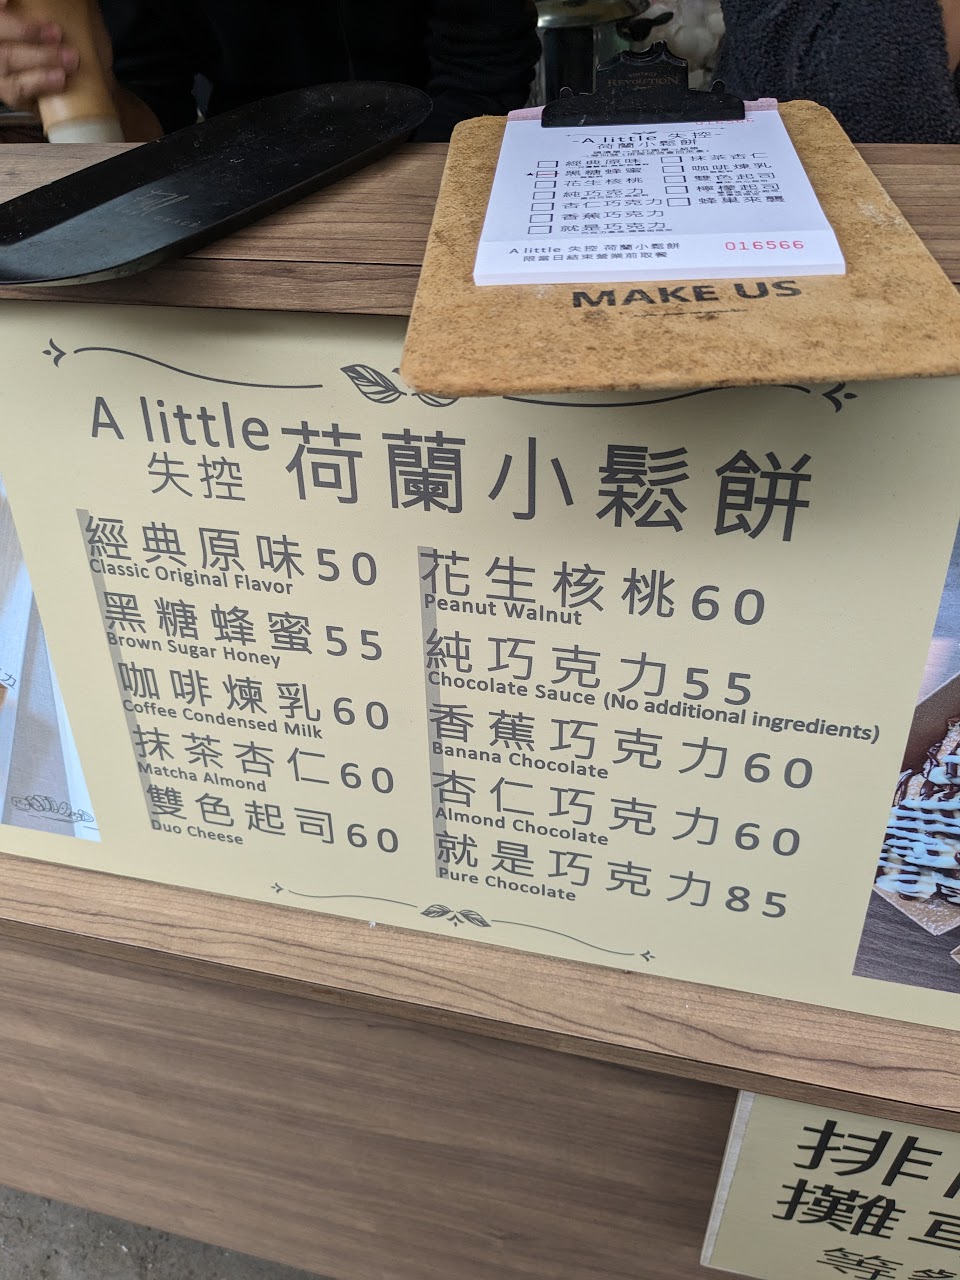 REVOLUTION
A little 失控
荷蘭小鬆餅
經典原味
黑糖蜂蜜
花生核桃
純巧克力
杏仁巧克力
香蕉巧克力
就是巧克力
抹茶杏仁
咖啡煉乳
雙色起司
檸檬起司
蜂巢來襲
A little 失控 荷蘭小鬆餅
限當日結束營業前取餐
016566
MAKE US
A little
失控
荷蘭小鬆餅
經典原味50
Classic Original Flavor
黑糖蜂蜜55
Brown Sugar Honey
咖啡煉乳60
Coffee Condensed Milk
抹茶杏仁60
Matcha Almond
雙色起司60
Duo Cheese
花生核桃60
Peanut Walnut
純巧克力55
Chocolate Sauce (No additional ingredients)
香蕉巧克力60
Banana Chocolate
杏仁巧克力60
Almond Chocolate
就是巧克力85
Pure Chocolate
力
排
攤
等